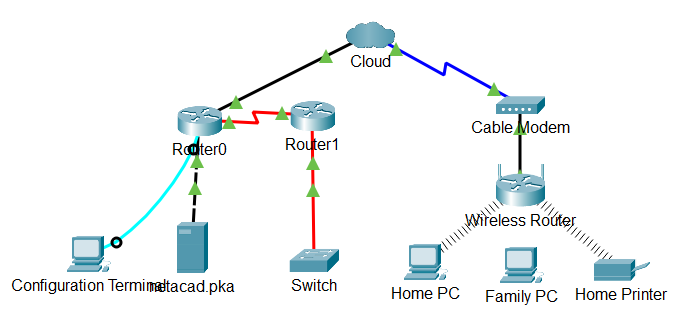 Cloud
Cable Modem
Router0
Router1
Wireless Router
Configuration Terminal
netacad.pka
Switch
Home PC
Family PC
Home Printer